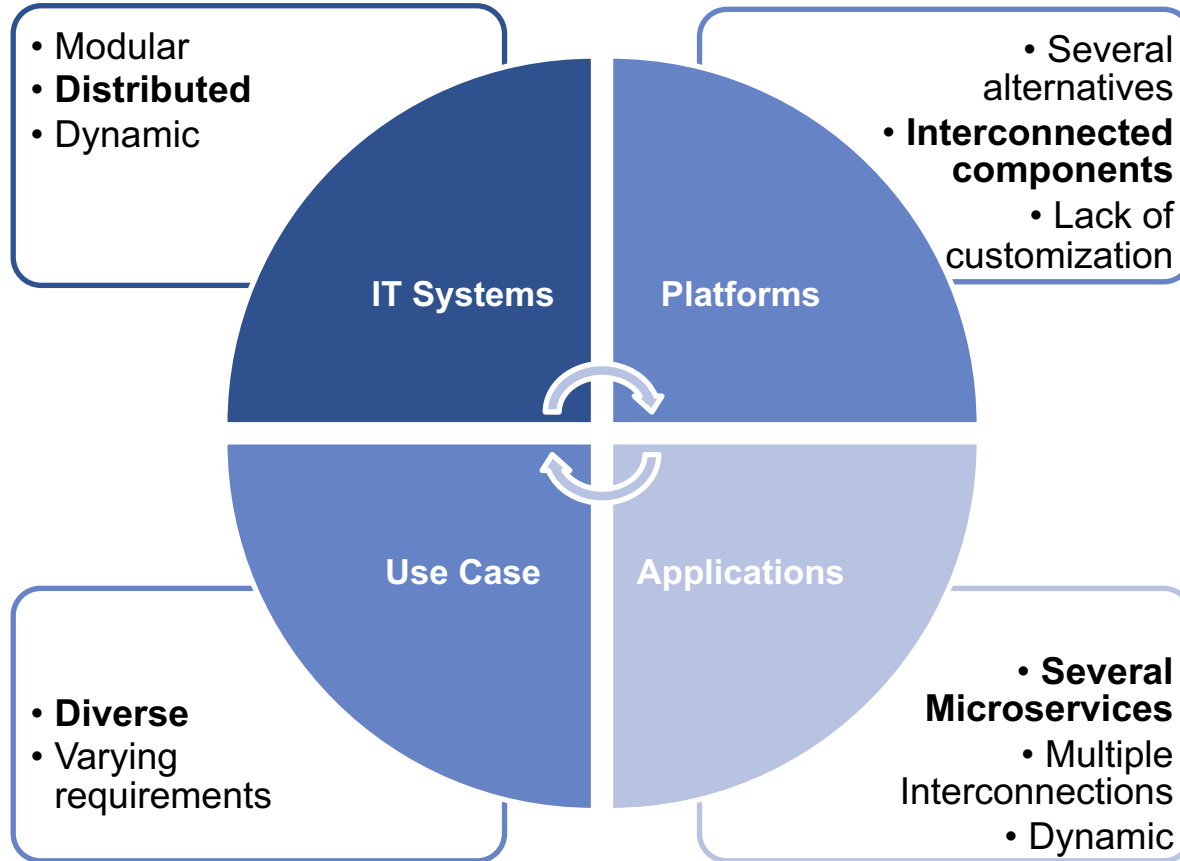 • Modular
• Distributed
• Dynamic
• Several
alternatives
• Interconnected
components
• Lack of
customization
IT Systems
Platforms
Use Case
Applications
• Diverse
• Varying
requirements
• Several
Microservices
• Multiple
Interconnections
• Dynamic